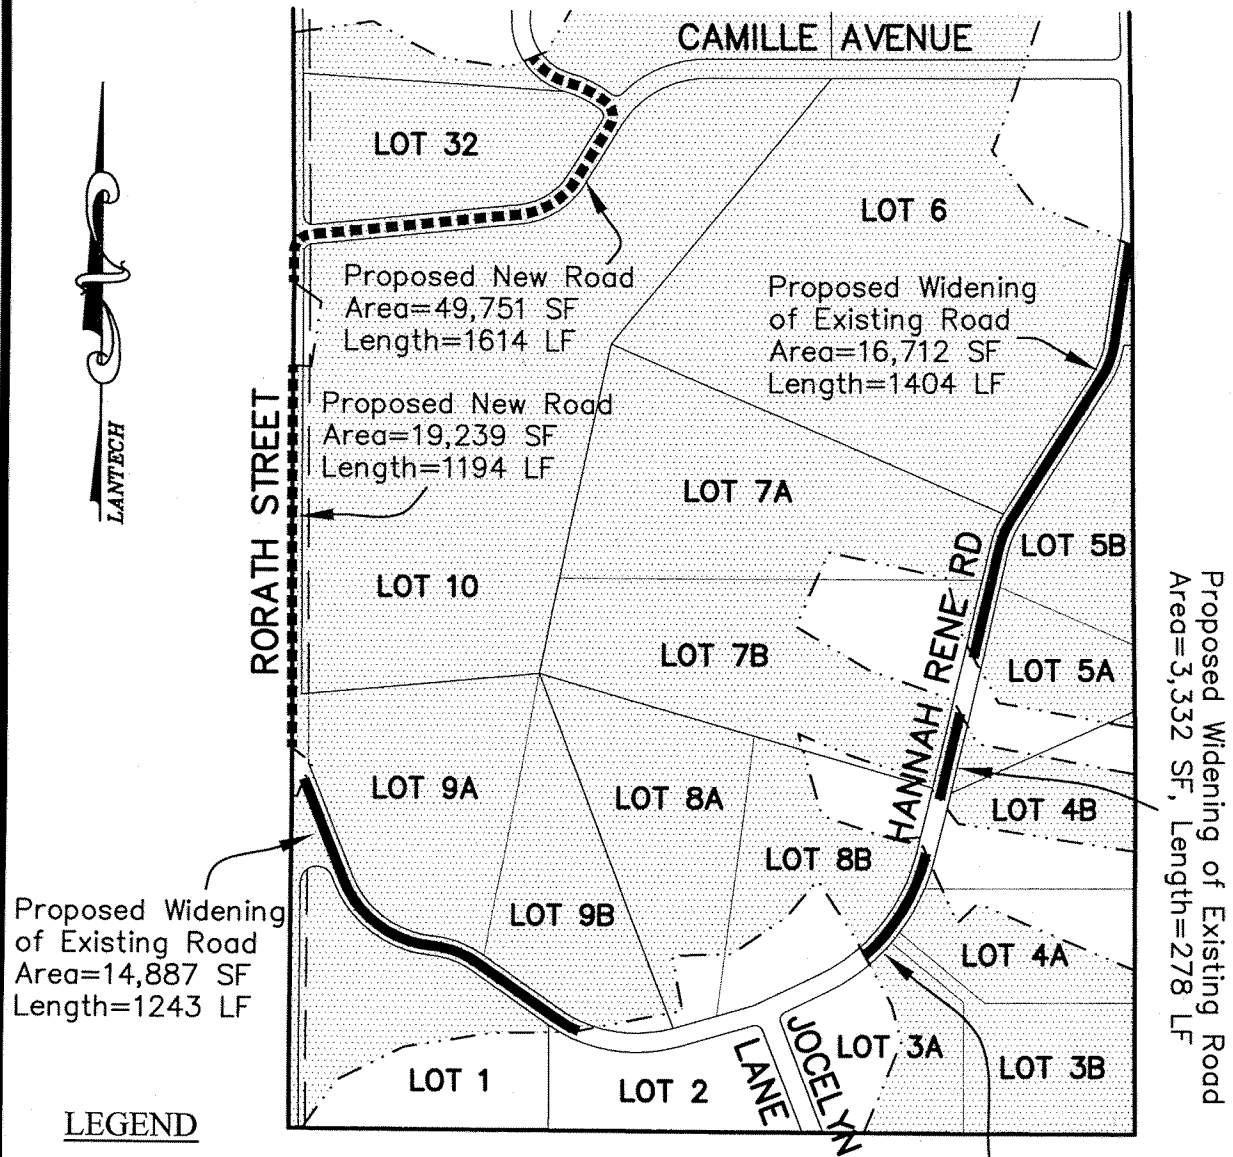 CAMILLE AVENUE
LOT 32
LOT 6
Proposed New Road
Area=49,751 SF
Length=1614 LF
Proposed Widening
of Existing Road
Area=16,712 SF
Length=1404 LF
LANTECH
RORATH STREET
Proposed New Road
Area=19,239 SF
Length=1194 LF
LOT 7A
LOT 5B
LOT 10
HANNAH RENE RD
LOT 7B
LOT 5A
Proposed Widening of Existing Road
Area=3,332 SF, Length=278 LF
LOT 9A
LOT 8A
LOT 4B
LOT 8B
LOT 9B
Proposed Widening
of Existing Road
Area=14,887 SF
Length=1243 LF
LOT 4A
LOT 3A
LOT 3B
LOT 1
LOT 2
JOCELYN
LANE
LEGEND